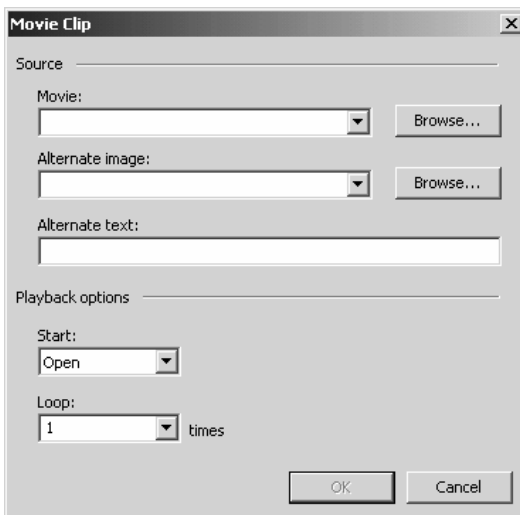 Movie Clip
Source
Movie:
Browse...
Alternate image:
Browse...
Alternate text:
Playback options
Start:
Open
Loop:
1 times
OK Cancel